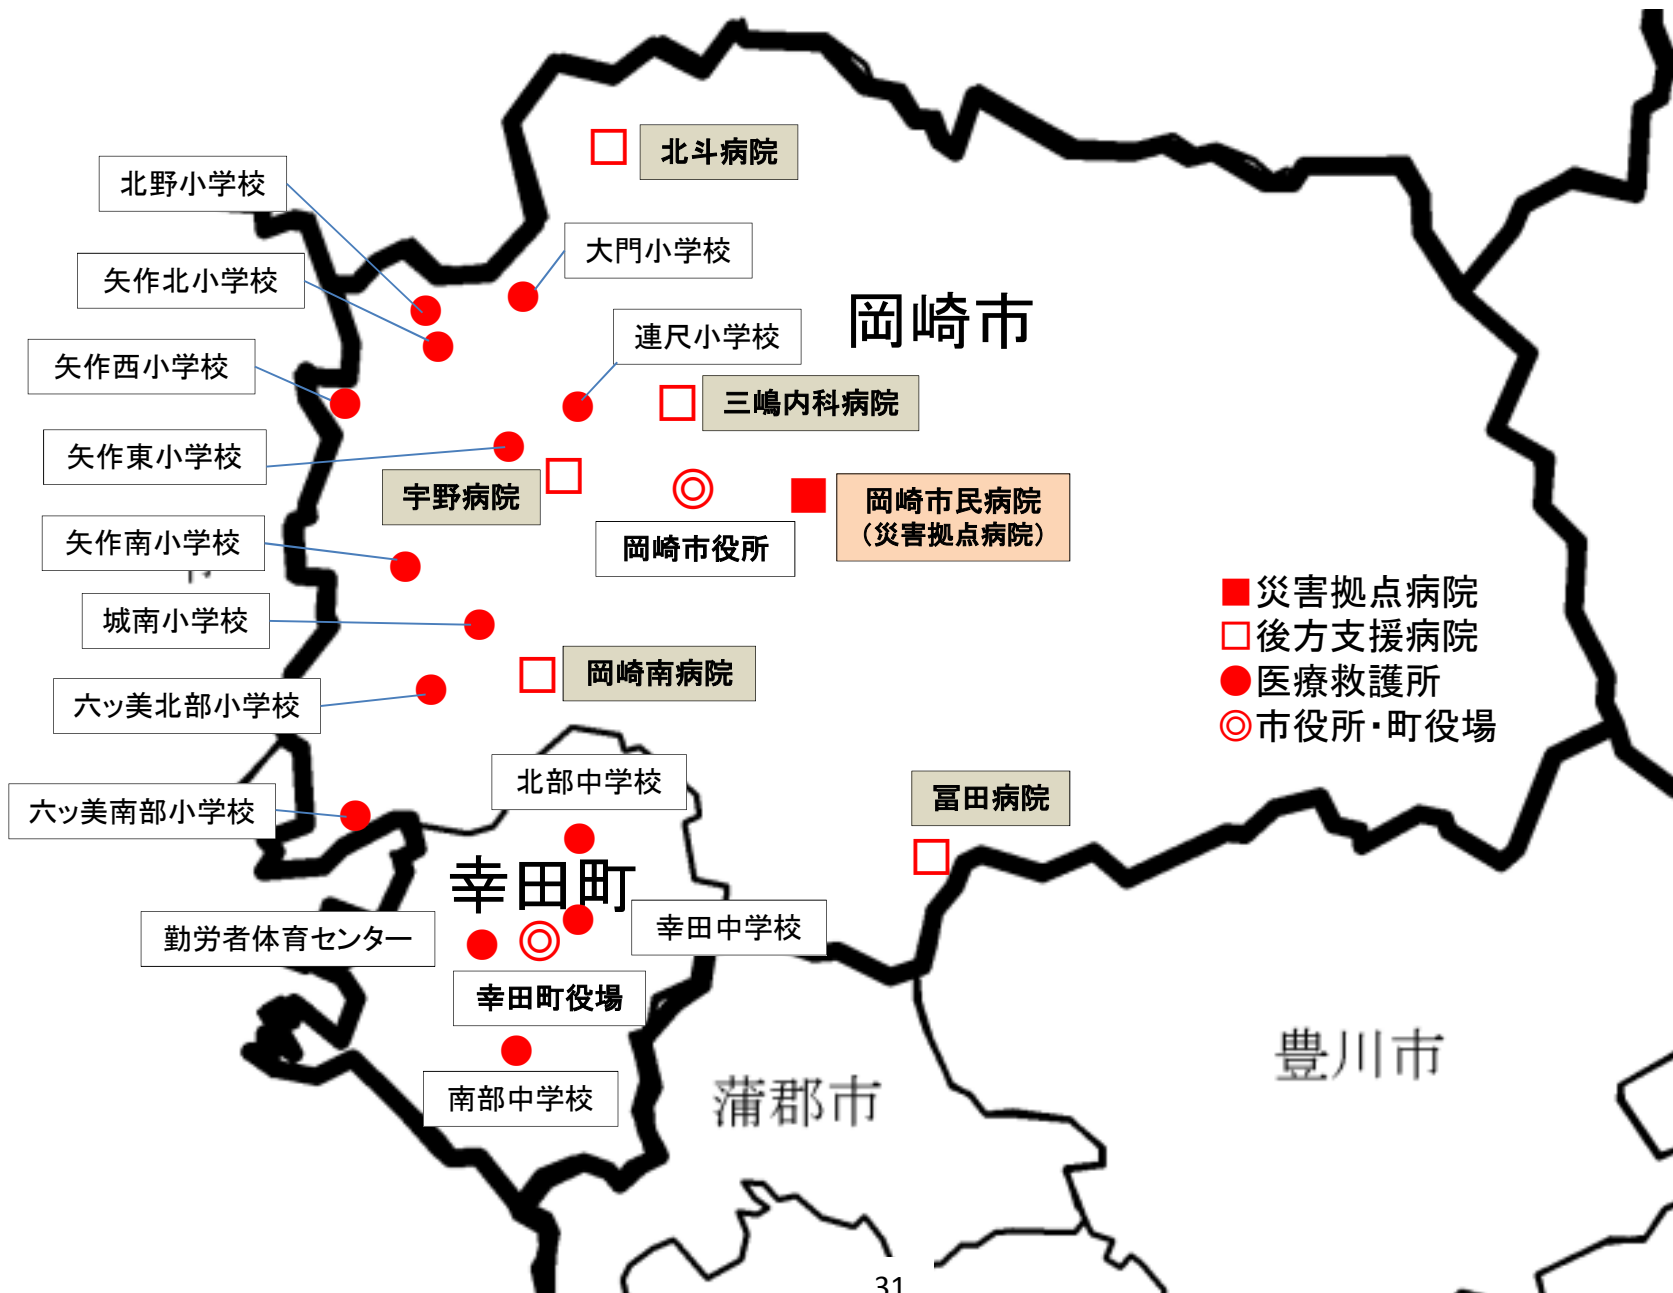 北斗病院
北野小学校
大門小学校
矢作北小学校
岡崎市
連尺小学校
矢作西小学校
三嶋内科病院
矢作東小学校
宇野病院
岡崎市民病院
（災害拠点病院）
矢作南小学校
岡崎市役所
災害拠点病院
城南小学校
後方支援病院
岡崎南病院
医療救護所
六ッ美北部小学校
市役所・町役場
北部中学校
六ッ美南部小学校
冨田病院
幸田町
幸田中学校
勤労者体育センター
幸田町役場
豊川市
南部中学校
蒲郡市
31